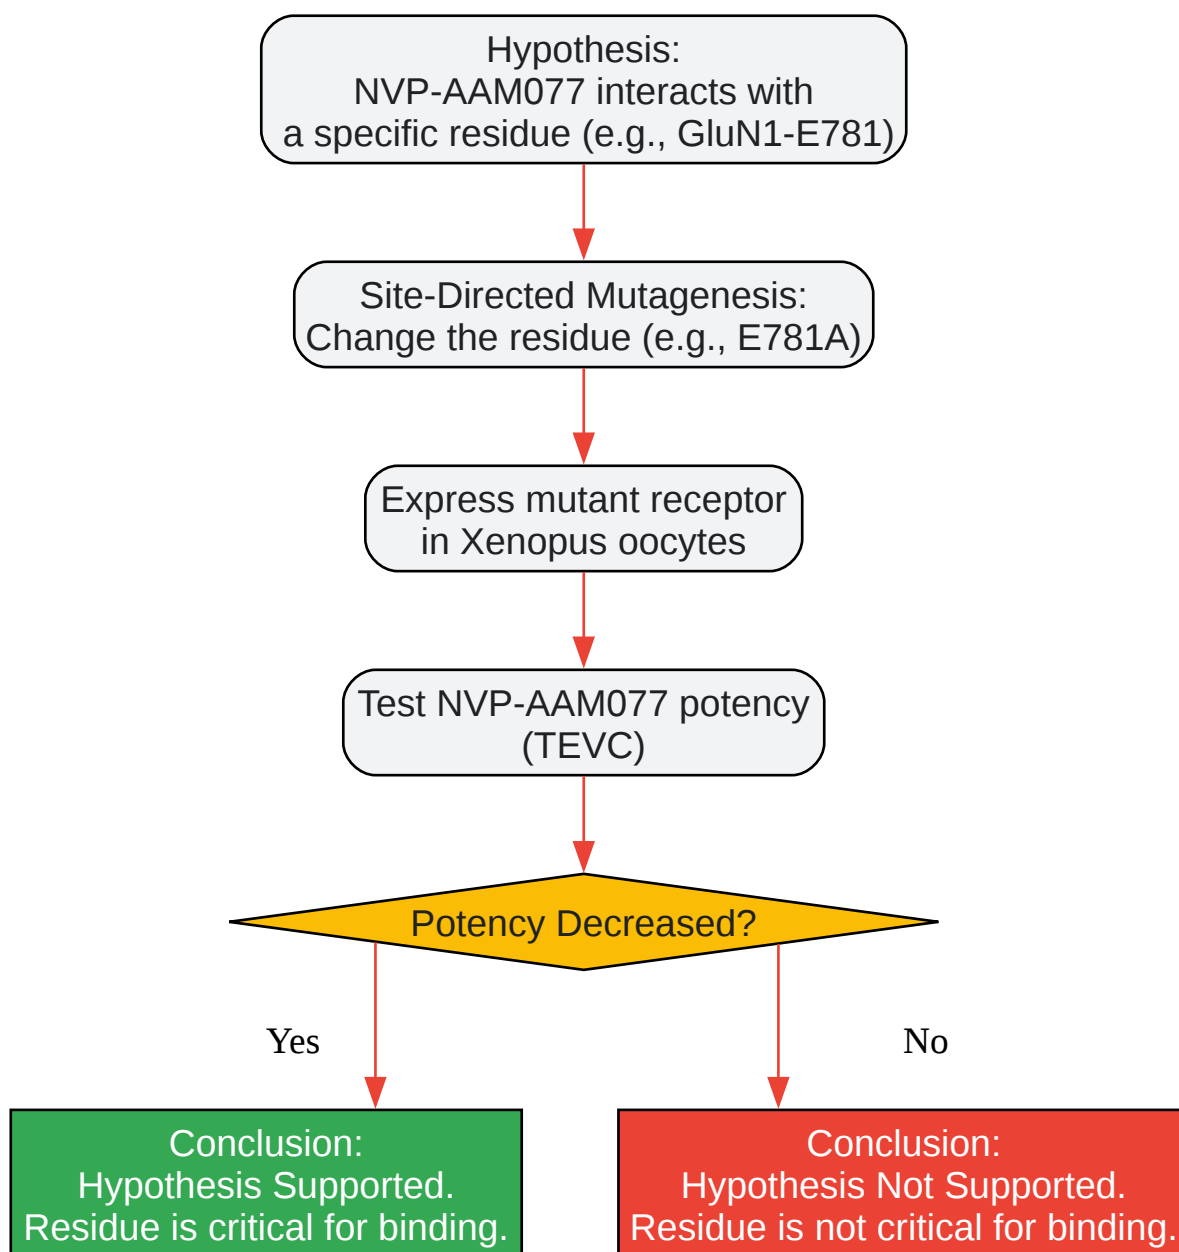 Hypothesis:
NVP-AAM077 interacts with
a specific residue (e.g., GluN1-E781)
Site-Directed Mutagenesis:
Change the residue (e.g., E781A)
Express mutant receptor
in Xenopus oocytes
Test NVP-AAM077 potency
(TEVC)
Potency Decreased?
Yes
No
Conclusion:
Hypothesis Supported.
Residue is critical for binding.
Conclusion:
Hypothesis Not Supported.
Residue is not critical for binding.